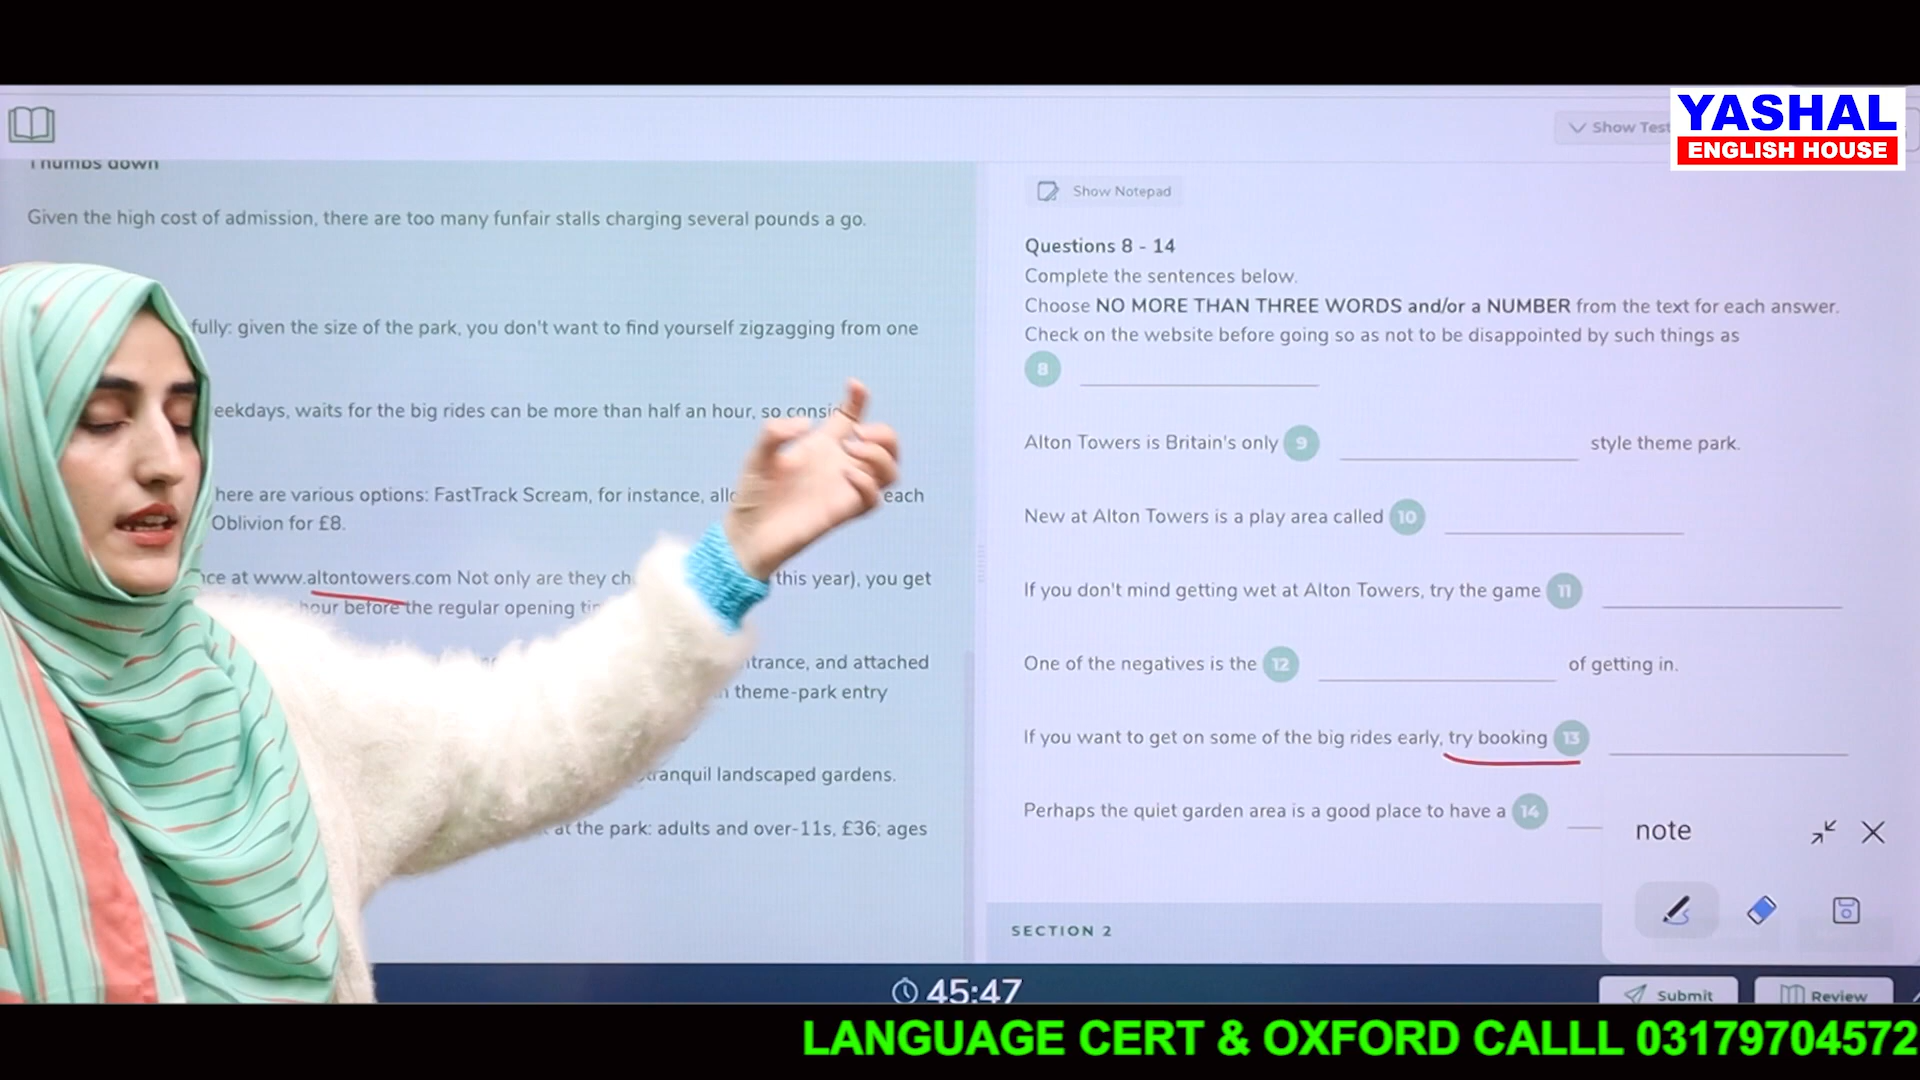 YASHAL
ENGLISH HOUSE
Show Test
Thumbs down
Given the high cost of admission, there are too many funfair stalls charging several pounds a go.
fully: given the size of the park, you don't want to find yourself zigzagging from one
eekdays, waits for the big rides can be more than half an hour, so
here are various options: FastTrack Scream, for instance, each
Oblivion for £8.
at www.altontowers.com Not only are they this year), you get
hour before the regular opening
and attached
theme-park entry
tranquil landscaped gardens.
at the park: adults and over-11s, £36; ages
Show Notepad
Questions 8 - 14
Complete the sentences below.
Choose NO MORE THAN THREE WORDS and/or a NUMBER from the text for each answer.
Check on the website before going so as not to be disappointed by such things as
8
Alton Towers is Britain's only 9 style theme park.
New at Alton Towers is a play area called 10
If you don't mind getting wet at Alton Towers, try the game 11
One of the negatives is the 12 of getting in.
If you want to get on some of the big rides early, try booking 13
Perhaps the quiet garden area is a good place to have a 14
note
SECTION 2
45:47
Submit
Review
LANGUAGE CERT & OXFORD CALLL 03179704572